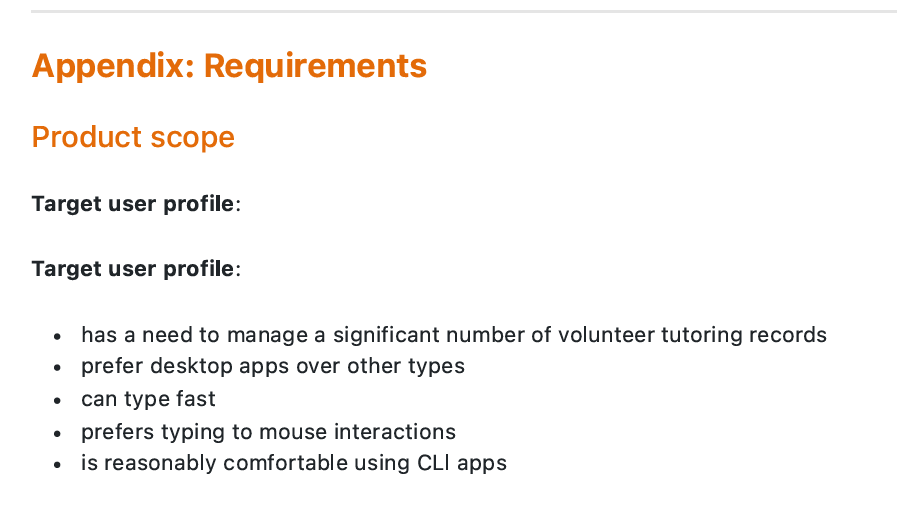 Appendix: Requirements
Product scope
Target user profile:
Target user profile:
• has a need to manage a significant number of volunteer tutoring records
• prefer desktop apps over other types
• can type fast
• prefers typing to mouse interactions
• is reasonably comfortable using CLI apps